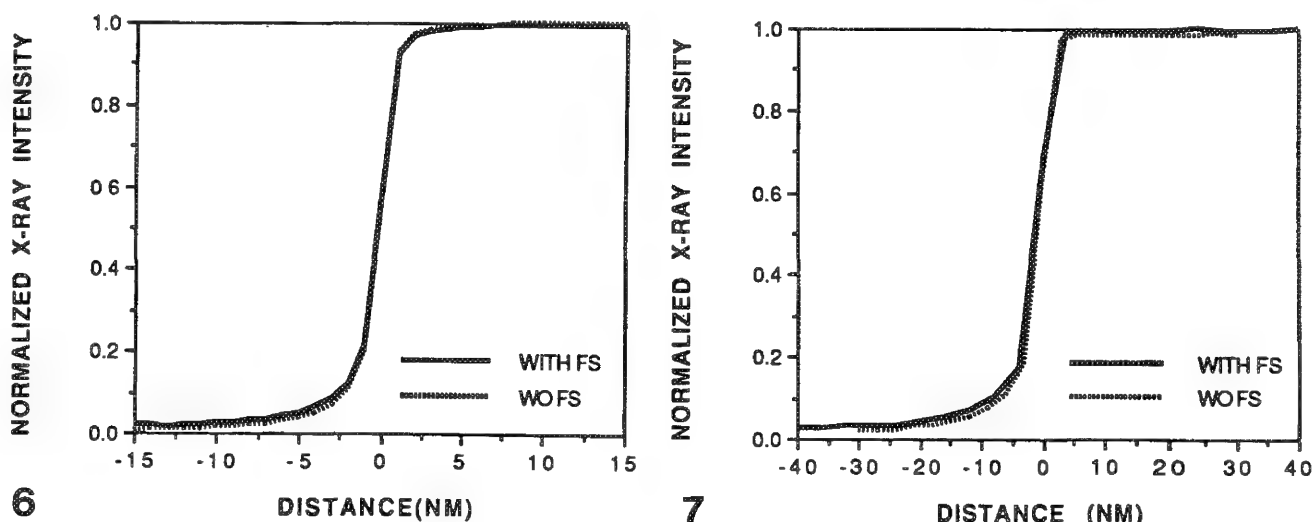 NORMALIZED X-RAY INTENSITY
1.0
0.8
0 6
0.4
0.2
0.0
WITH FS
WO FS
-15 -10 -5 0 5 10 15
DISTANCE(NM)
6
NORMALIZED X-RAY INTENSITY
1.0
0.8
0.6
0.4
0.2
0.0
WITH FS
WO FS
-40 -30 -20 -10 0 10 20 30 40
DISTANCE (NM)
7